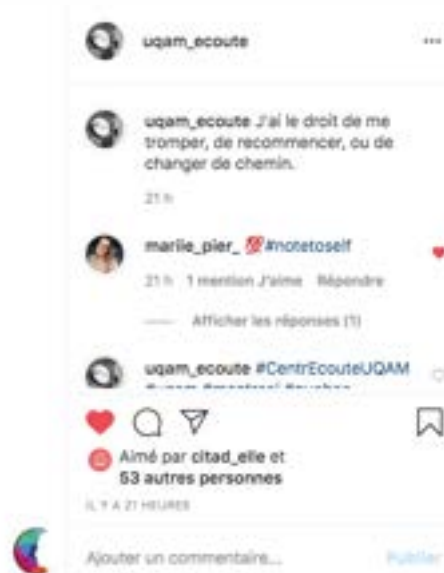 uqam_ecoute
uqam_ecoute J'ai le droit de me
tromper, de recommencer, ou de
changer de chemin.
21 h
mariie_pier_ 💯#notetoself
21 h 1 mention J'aime Répondre
Afficher les réponses (1)
uqam_ecoute #CentrEcouteUQAM
Aimé par citad_elle et
53 autres personnes
IL Y A 21 HEURES
Ajouter un commentaire... Publier